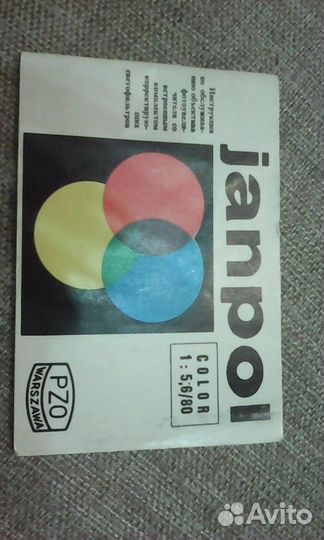 Инструкция
по обслужива-
нию объектива
фотоувели-
чителя со
встроенным
комплектом
корректирую-
щих
светофильтров
janpol
COLOR
1:5,6/80
PZO
WARSZAWA
Avito